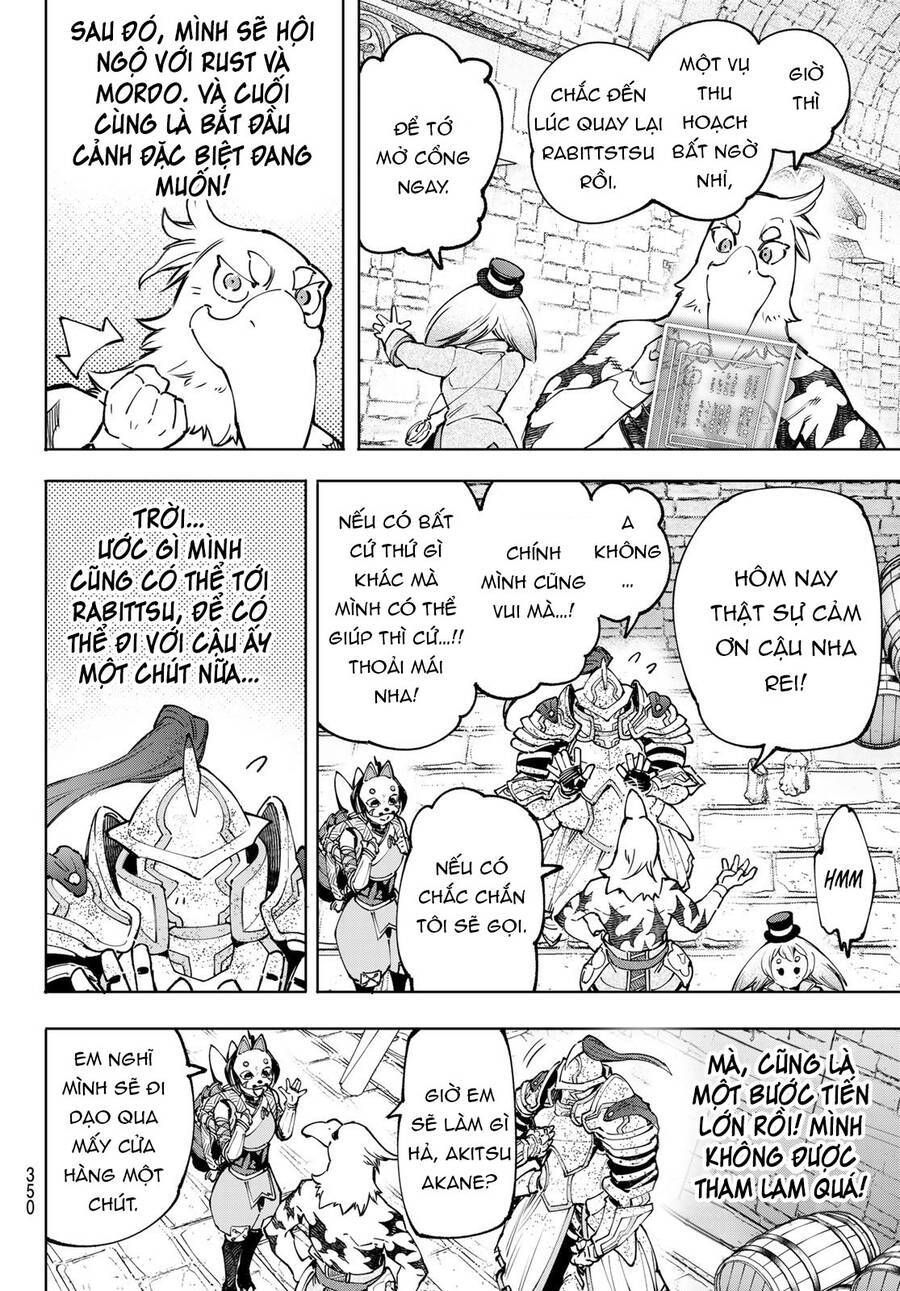 GIỜ
THÌ
MỘT VỤ
THU
HOẠCH
BẤT NGỜ
NHỈ,
CHẮC ĐẾN
LÚC QUAY LẠI
RABITTSTSU
RỒI.
ĐỂ TỚ
MỞ CỔNG
NGAY.
SAU ĐÓ, MÌNH SẼ HỘI
NGỘ VỚI RUST VÀ
MORDO. VÀ CUỐI
CÙNG LÀ BẮT ĐẦU
CẢNH ĐẶC BIỆT ĐANG
MUỐN!
HÔM NAY
THẬT SỰ CẢM
ƠN CẬU NHA
REI!
A
KHÔNG
...
CHÍNH
MÌNH CŨNG
VUI MÀ...!
NẾU CÓ BẤT
CỨ THỨ GÌ
KHÁC MÀ
MÌNH CÓ THỂ
GIÚP THÌ CỨ...!!
THOẢI MÁI
NHA!
HMM
NẾU CÓ
CHẮC CHẮN
TÔI SẼ GỌI.
TRỜI...
ƯỚC GÌ MÌNH
CŨNG CÓ THỂ TỚI
RABITTSU, ĐỂ CÓ
THỂ ĐI VỚI CẬU ẤY
MỘT CHÚT NỮA...
MÀ, CŨNG LÀ
MỘT BƯỚC TIẾN
LỚN RỒI! MÌNH
KHÔNG ĐƯỢC
THAM LAM QUÁ!
GIỜ EM
SẼ LÀM GÌ
HẢ, AKITSU
AKANE?
EM NGHĨ
MÌNH SẼ ĐI
DẠO QUA
MẤY CỬA
HÀNG MỘT
CHÚT.
350